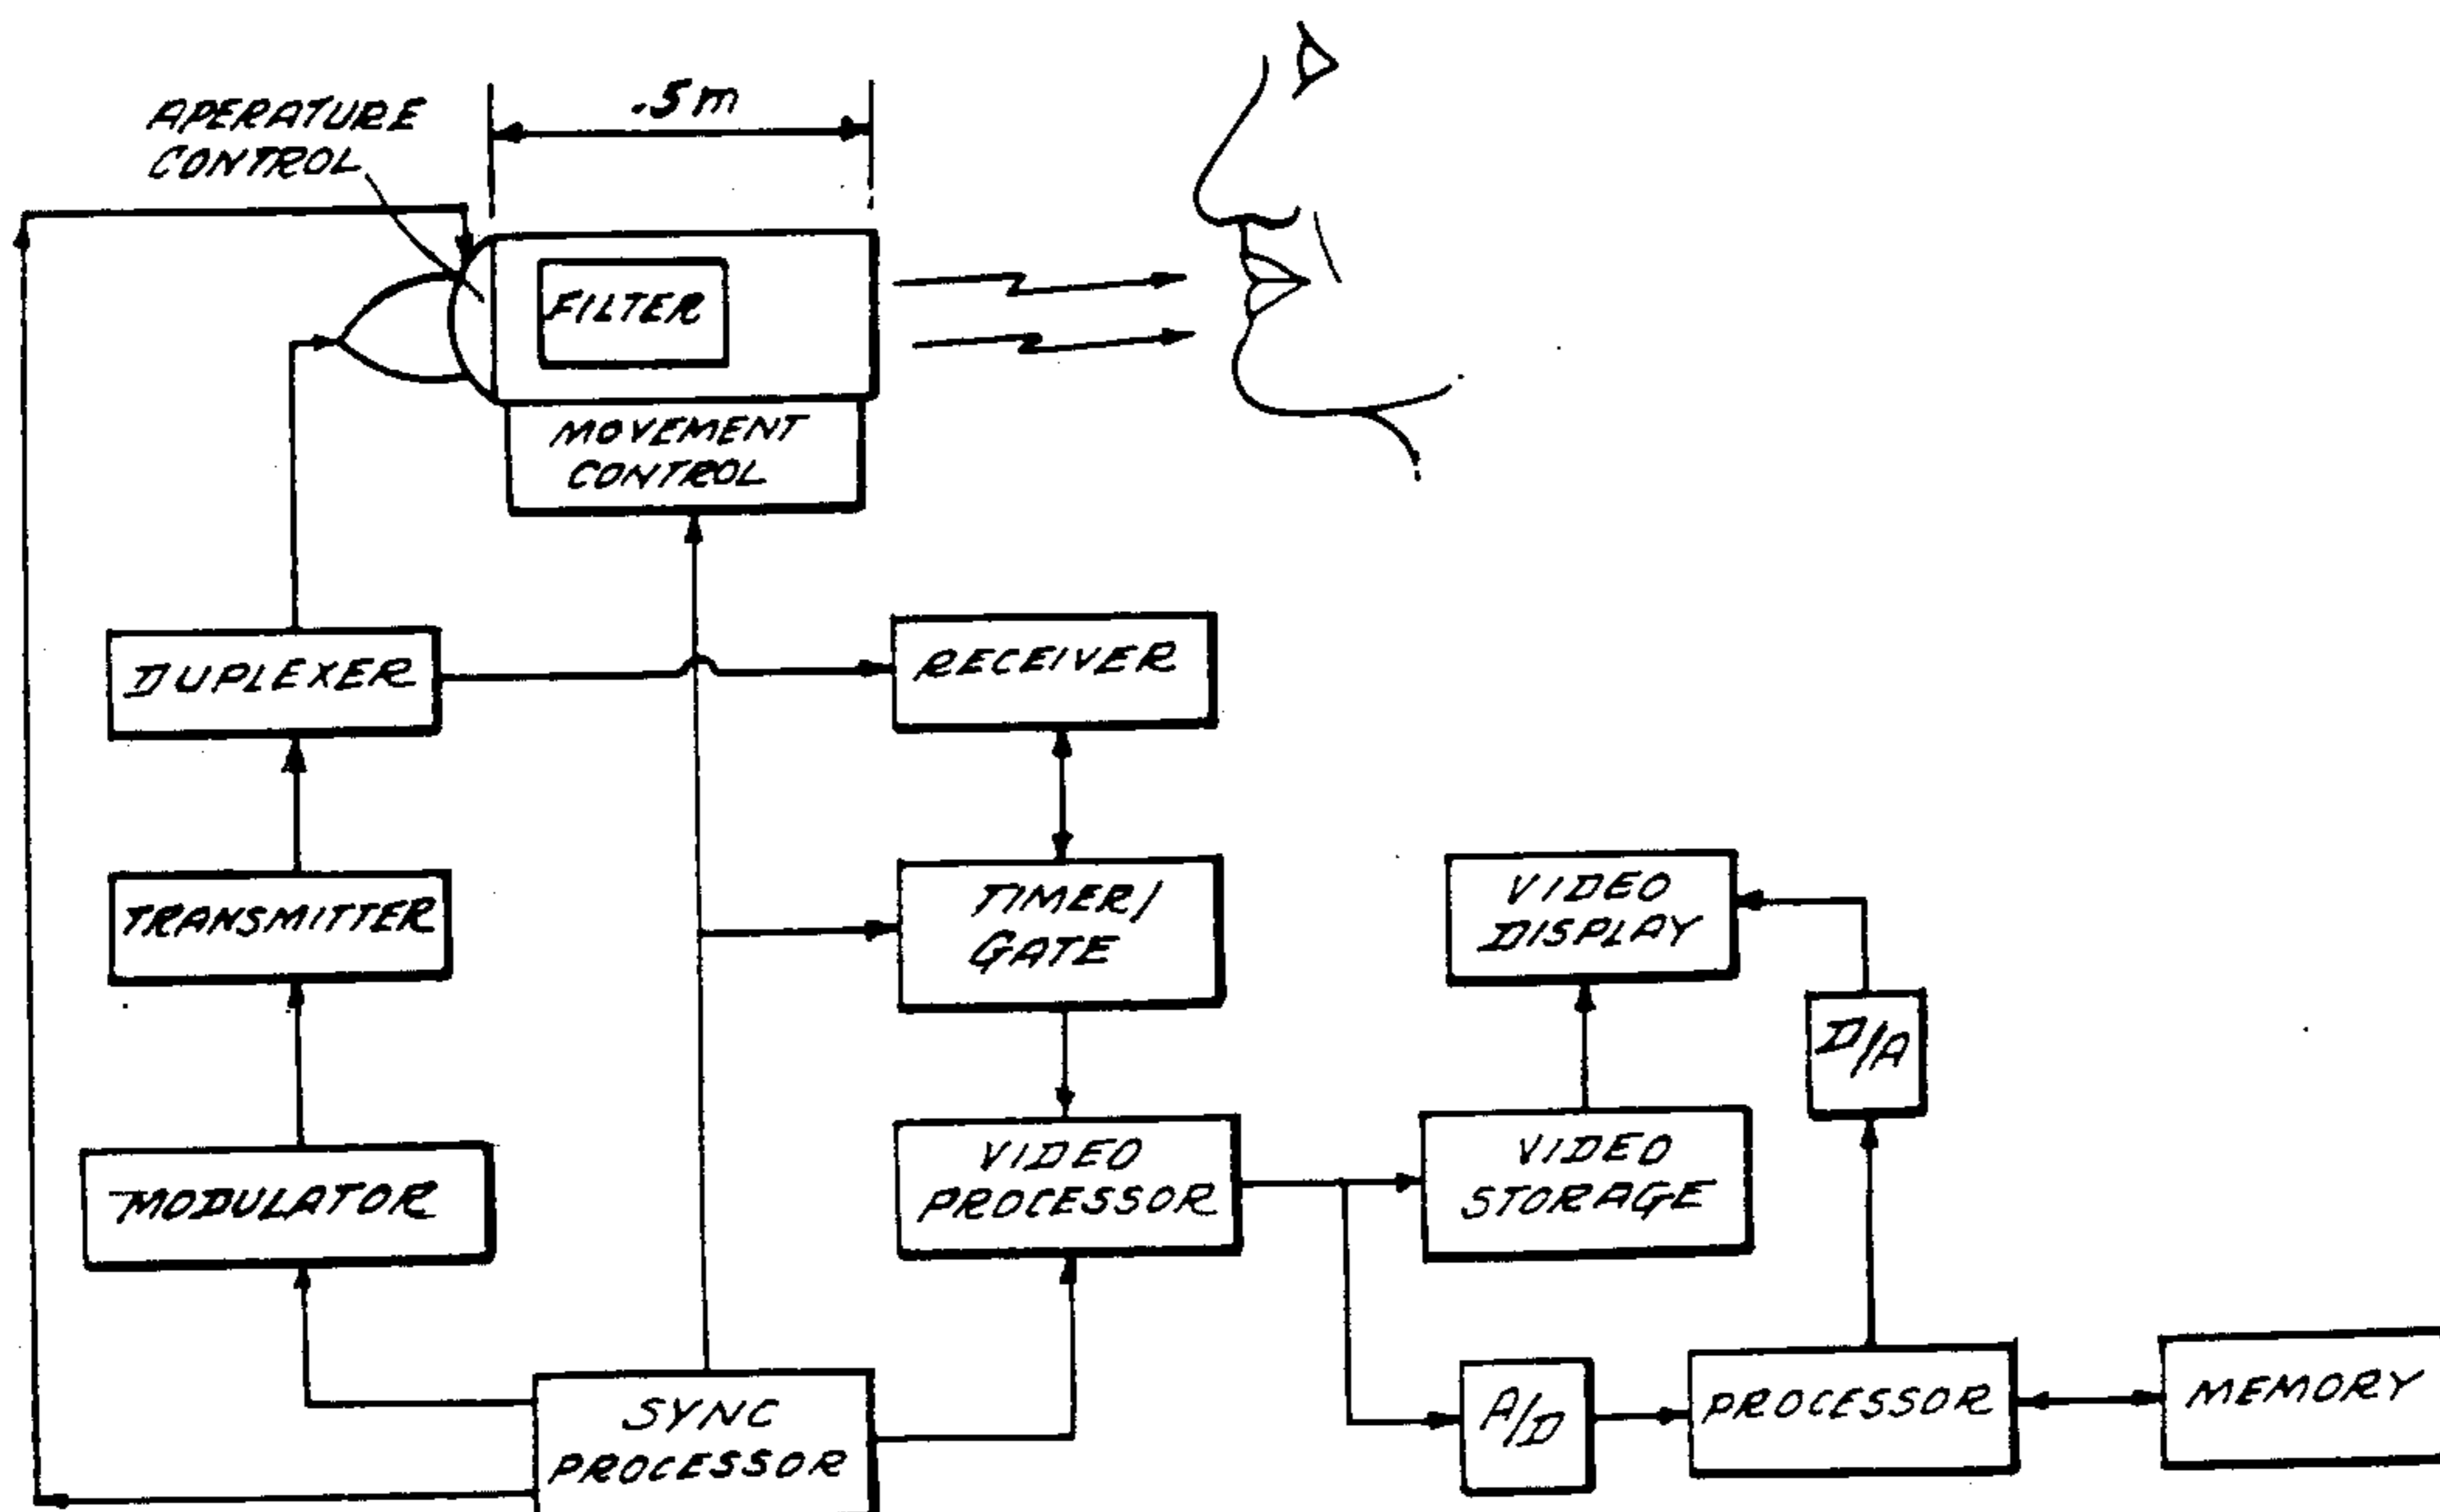 APERATURE
CONTROL
.5m
FILTER
MOVEMENT
CONTROL
DUPLEXER
RECEIVER
TRANSMITTER
TIMER/
GATE
VIDEO
DISPLAY
D/A
MODULATOR
VIDEO
PROCESSOR
VIDEO
STORAGE
SYNC
PROCESSOR
A/D
PROCESSOR
MEMORY